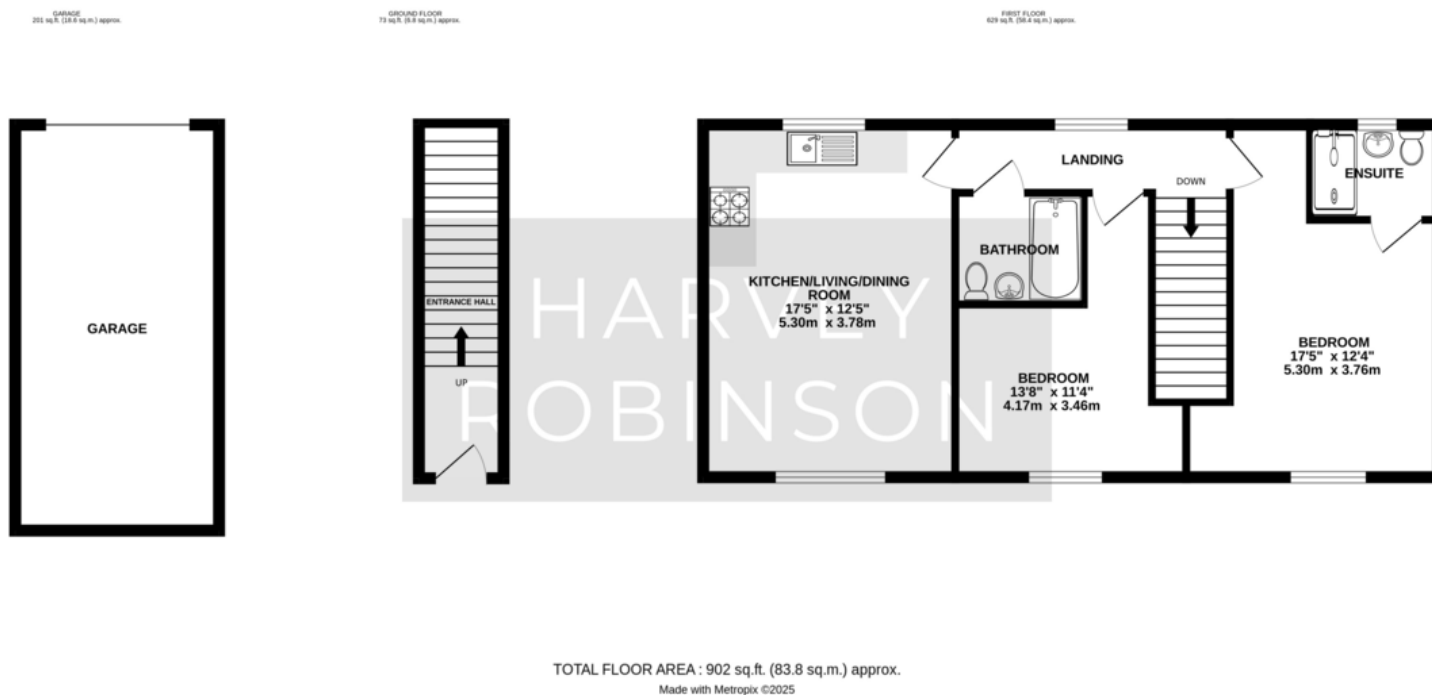 GARAGE
201 sq.ft. (18.6 sq.m.) approx.
GROUND FLOOR
73 sq.ft. (6.8 sq.m.) approx.
FIRST FLOOR
629 sq.ft. (58.4 sq.m.) approx.
GARAGE
ENTRANCE HALL
UP
KITCHEN/LIVING/DINING
ROOM
17'5" x 12'5"
5.30m x 3.78m
LANDING
DOWN
BATHROOM
BEDROOM
13'8" x 11'4"
4.17m x 3.46m
ENSUITE
BEDROOM
17'5" x 12'4"
5.30m x 3.76m
HARVEY
ROBINSON
TOTAL FLOOR AREA : 902 sq.ft. (83.8 sq.m.) approx.
Made with Metropix ©2025